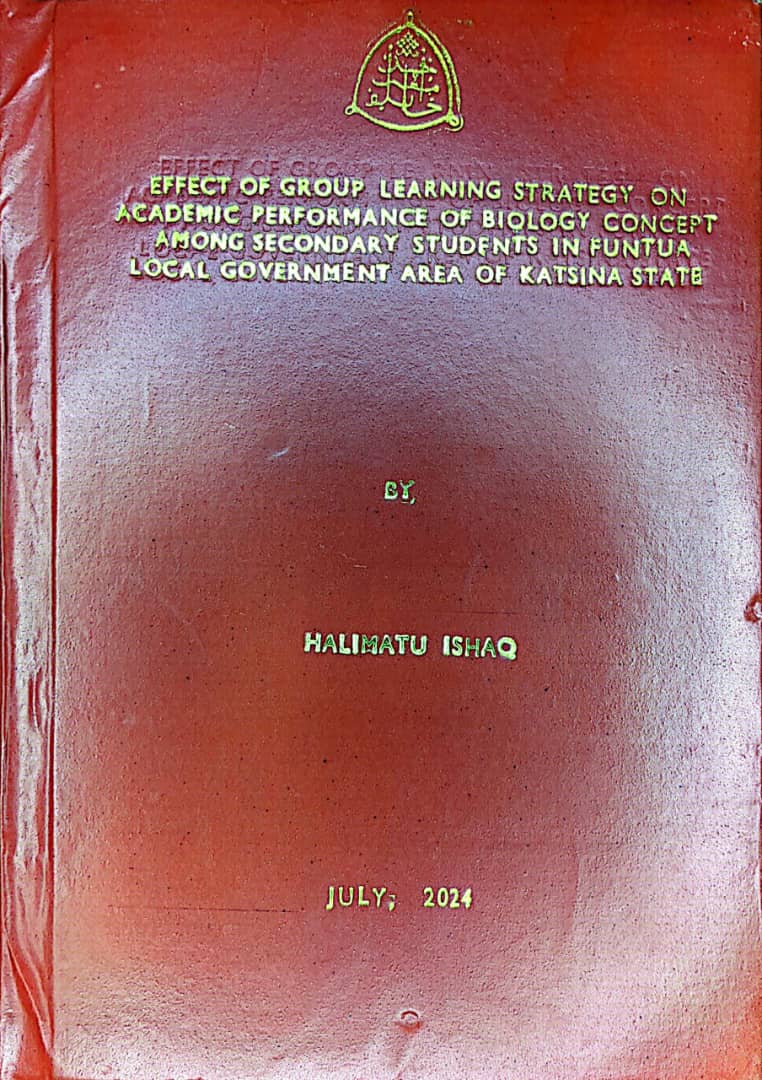 EFFECT OF GROUP LEARNING STRATEGY ON
ACADEMIC PERFORMANCE OF BIOLOGY CONCEPT
AMONG SECONDARY STUDENTS IN FUNTUA
LOCAL GOVERNMENT AREA OF KATSINA STATE
BY,
HALIMATU ISHAQ
JULY; 2024